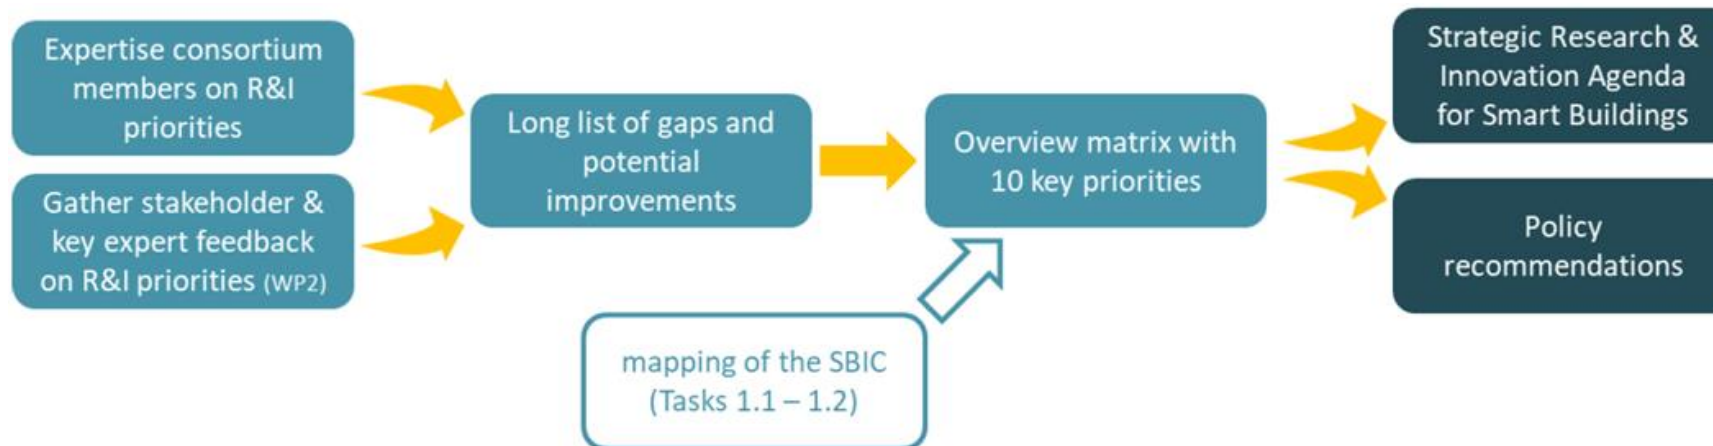 Expertise consortium
members on R&I
priorities
Gather stakeholder &
key expert feedback
on R&I priorities (WP2)
Long list of gaps and
potential
improvements
Overview matrix with
10 key priorities
mapping of the SBIC
(Tasks 1.1 – 1.2)
Strategic Research &
Innovation Agenda
for Smart Buildings
Policy
recommendations